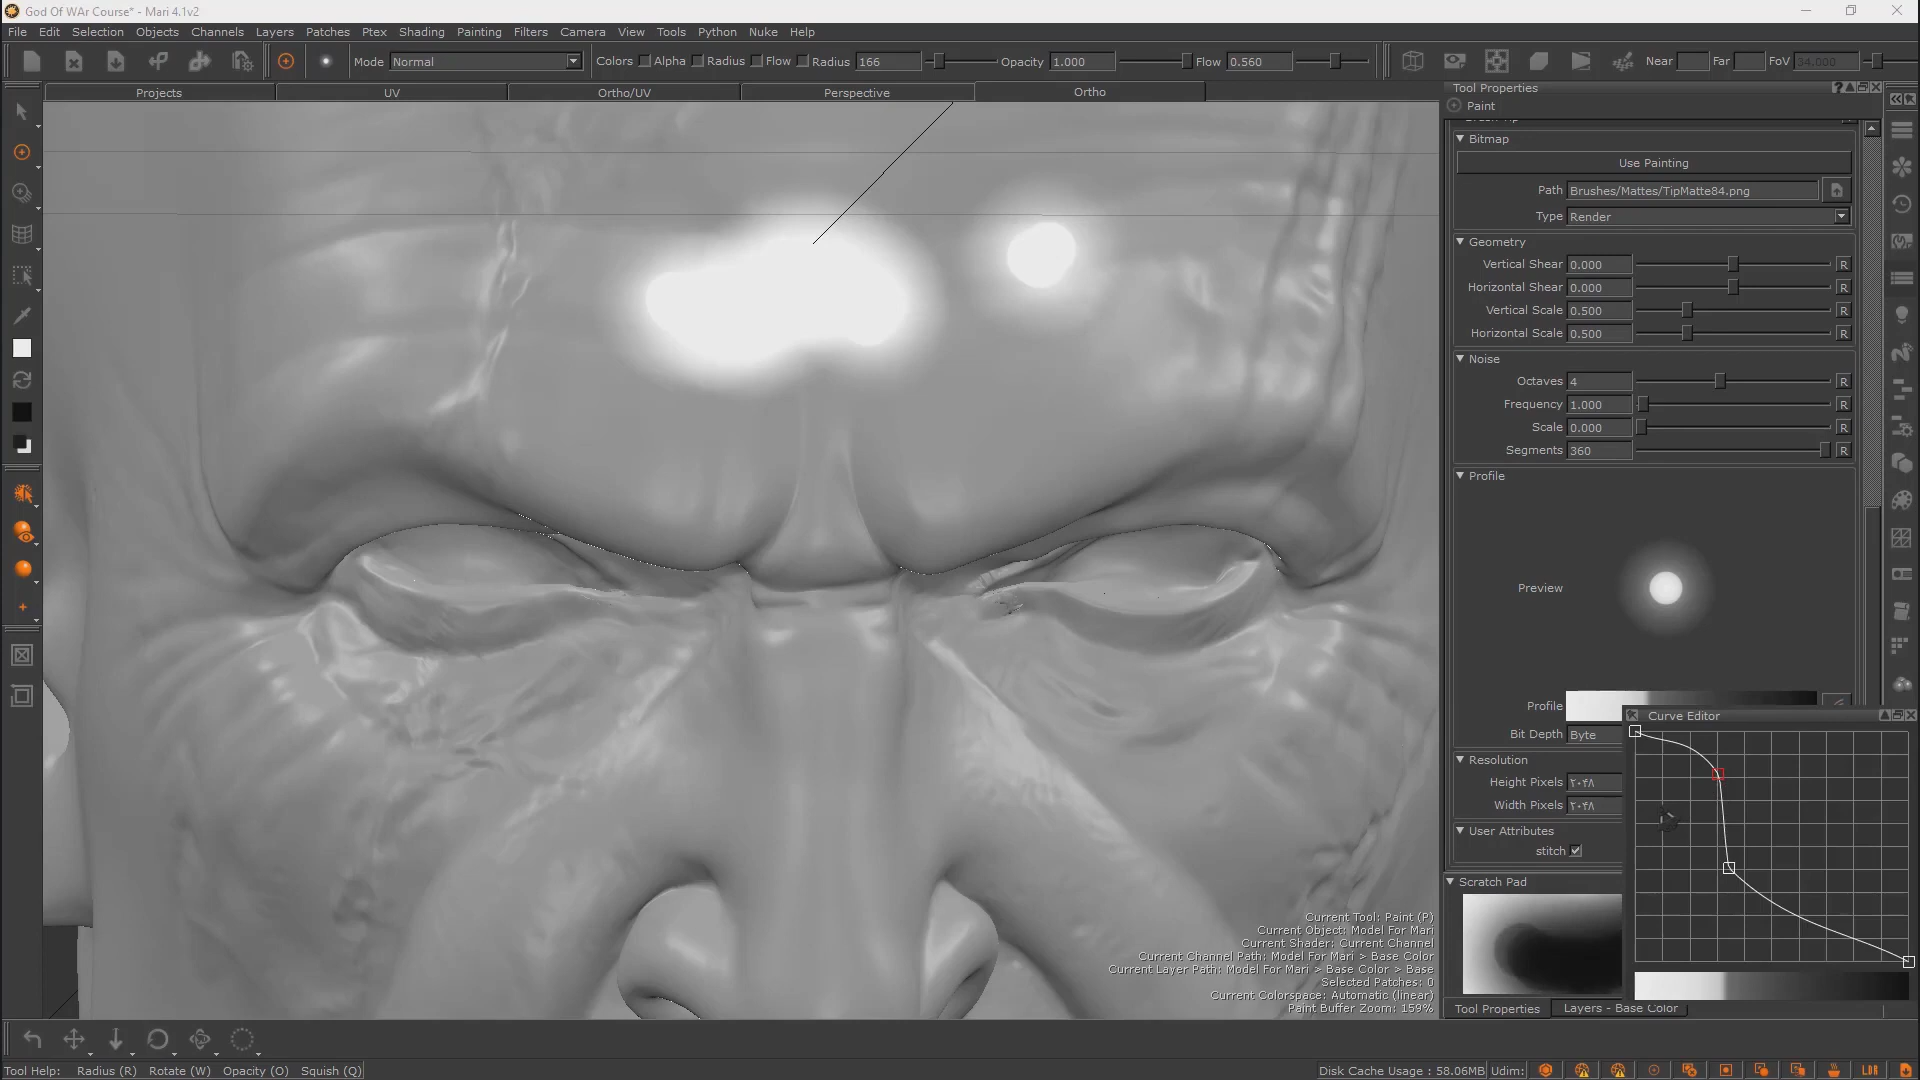 God Of WAr Course* - Mari 4.1v2
File Edit Selection Objects Channels Layers Patches Ptex Shading Painting Filters Camera View Tools Python Nuke Help
Mode Normal Colors Alpha Radius Flow Radius 166 Opacity 1.000 Flow 0.560 Near Far FoV 34.000
Projects UV Ortho/UV Perspective Ortho
Tool Properties
Paint
Bitmap
Use Painting
Path Brushes/Mattes/TipMatte84.png
Type Render
Geometry
Vertical Shear 0.000 R
Horizontal Shear 0.000 R
Vertical Scale 0.500 R
Horizontal Scale 0.500 R
Noise
Octaves 4 R
Frequency 1.000 R
Scale 0.000 R
Segments 360 R
Profile
Preview
Profile
Curve Editor
Bit Depth Byte
Resolution
Height Pixels ۲۰۴۸
Width Pixels ۲۰۴۸
User Attributes
stitch
Scratch Pad
Current Tool: Paint (P)
Current Object: Model For Mari
Current Shader: Current Channel
Current Channel Path: Model For Mari > Base Color
Current Layer Path: Model For Mari > Base Color > Base
Selected Patches: 0
Current Colorspace: Automatic (linear)
Paint Buffer Zoom: 159%
Tool Properties Layers - Base Color
Tool Help: Radius (R) Rotate (W) Opacity (O) Squish (Q)
Disk Cache Usage : 58.06MB Udim: LDR